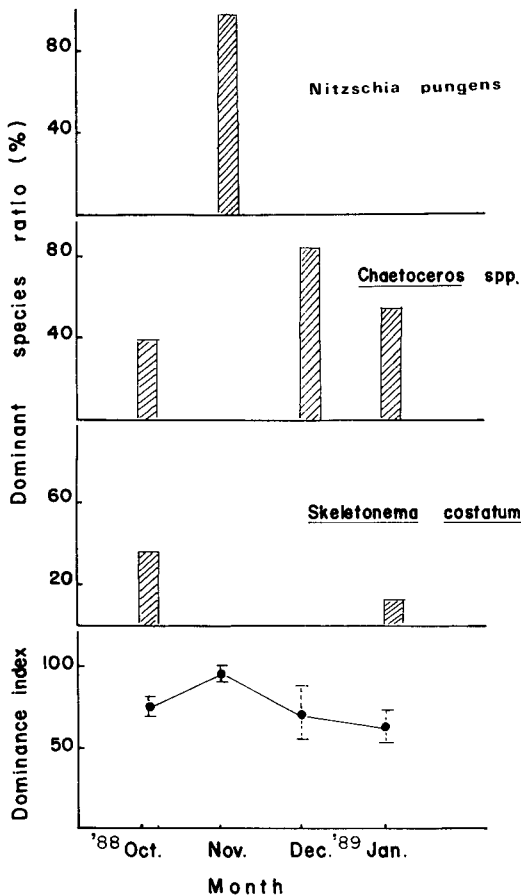 Dominant species ratio (%)
80
40
Nitzschia pungens
80
40
Chaetoceros spp.
60
20
Skeletonema costatum
Dominance index
100
50
'88 Oct. Nov. Dec. '89 Jan.
Month